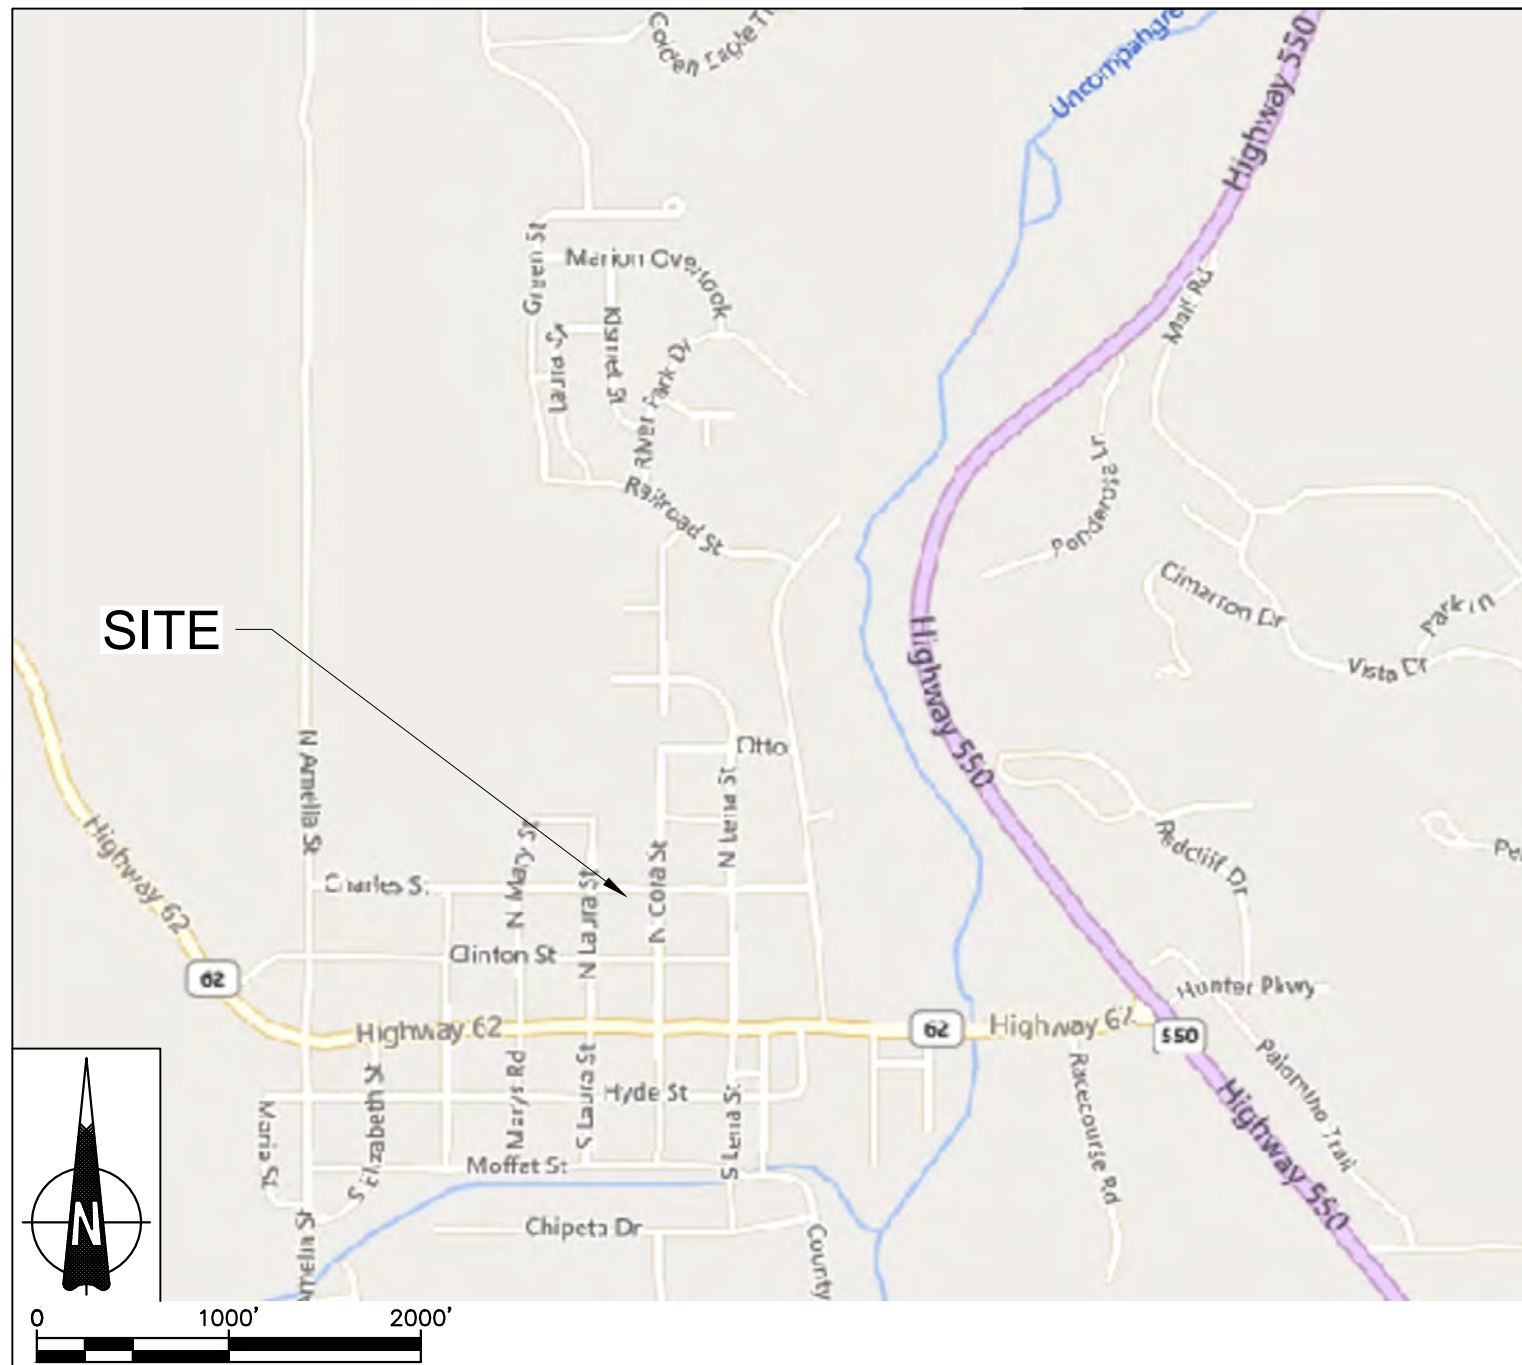 Golden Eagle
Uncompahgre
Highway 550
Green St
Marion Overlook
Mall Rd
Kismet St
Laura St
River Park Dr
Ponderosa Ln
Railroad St
Cimarron Dr
Park Ln
SITE
Highway 550
Vista Dr
N Amelia St
Otto
N Lena St
Highway 62
N Mary St
N Cora St
Redcliff Dr
Charles St
N Laura St
Clinton St
62
Hunter Pkwy
Highway 62
62
Highway 62
550
Palomino Trail
S Elizabeth St
Marys Rd
S Laura St
Hyde St
S Lena St
Racecourse Rd
Highway 550
Maria St
Moffet St
N
Amelia St
Chipeta Dr
County
0
1000'
2000'